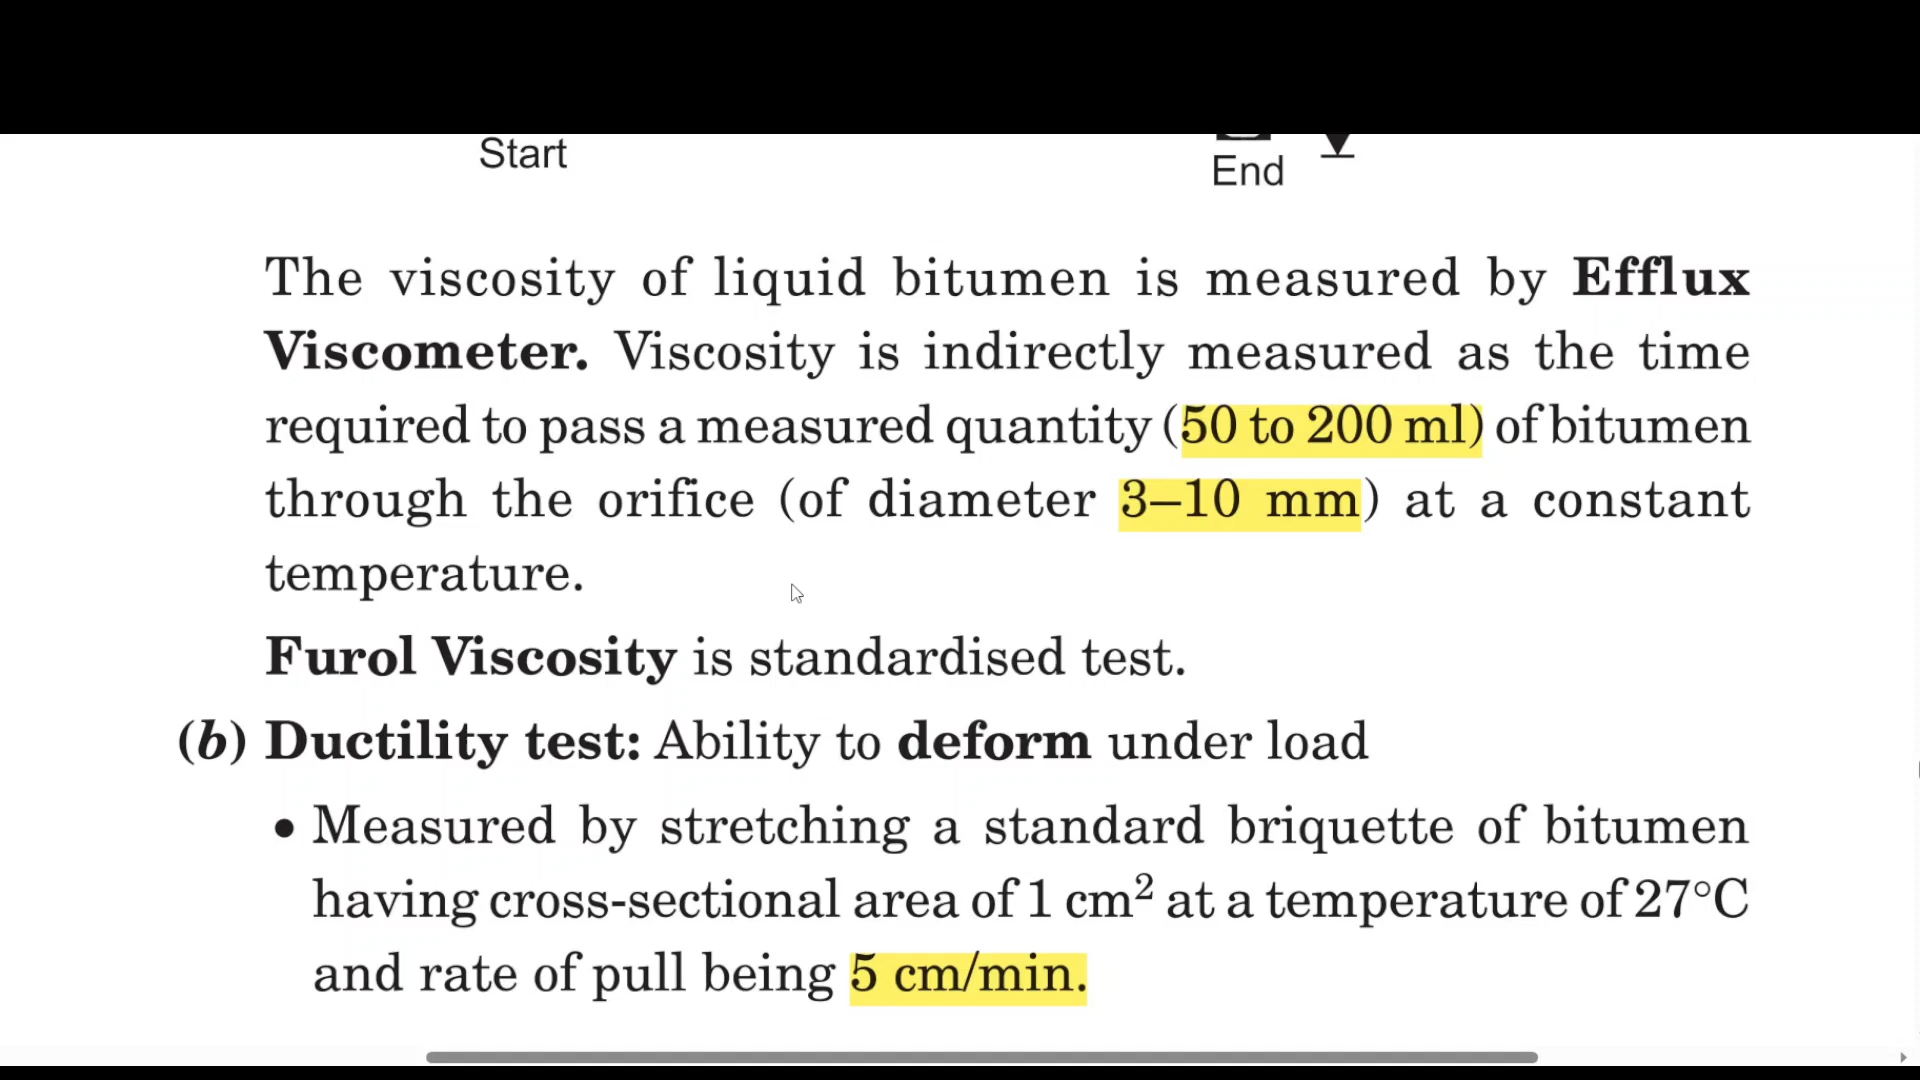 Start
End
The viscosity of liquid bitumen is measured by Efflux
Viscometer. Viscosity is indirectly measured as the time
required to pass a measured quantity (50 to 200 ml) of bitumen
through the orifice (of diameter 3–10 mm) at a constant
temperature.
Furol Viscosity is standardised test.
(b) Ductility test: Ability to deform under load
• Measured by stretching a standard briquette of bitumen
having cross-sectional area of 1 cm² at a temperature of 27°C
and rate of pull being 5 cm/min.